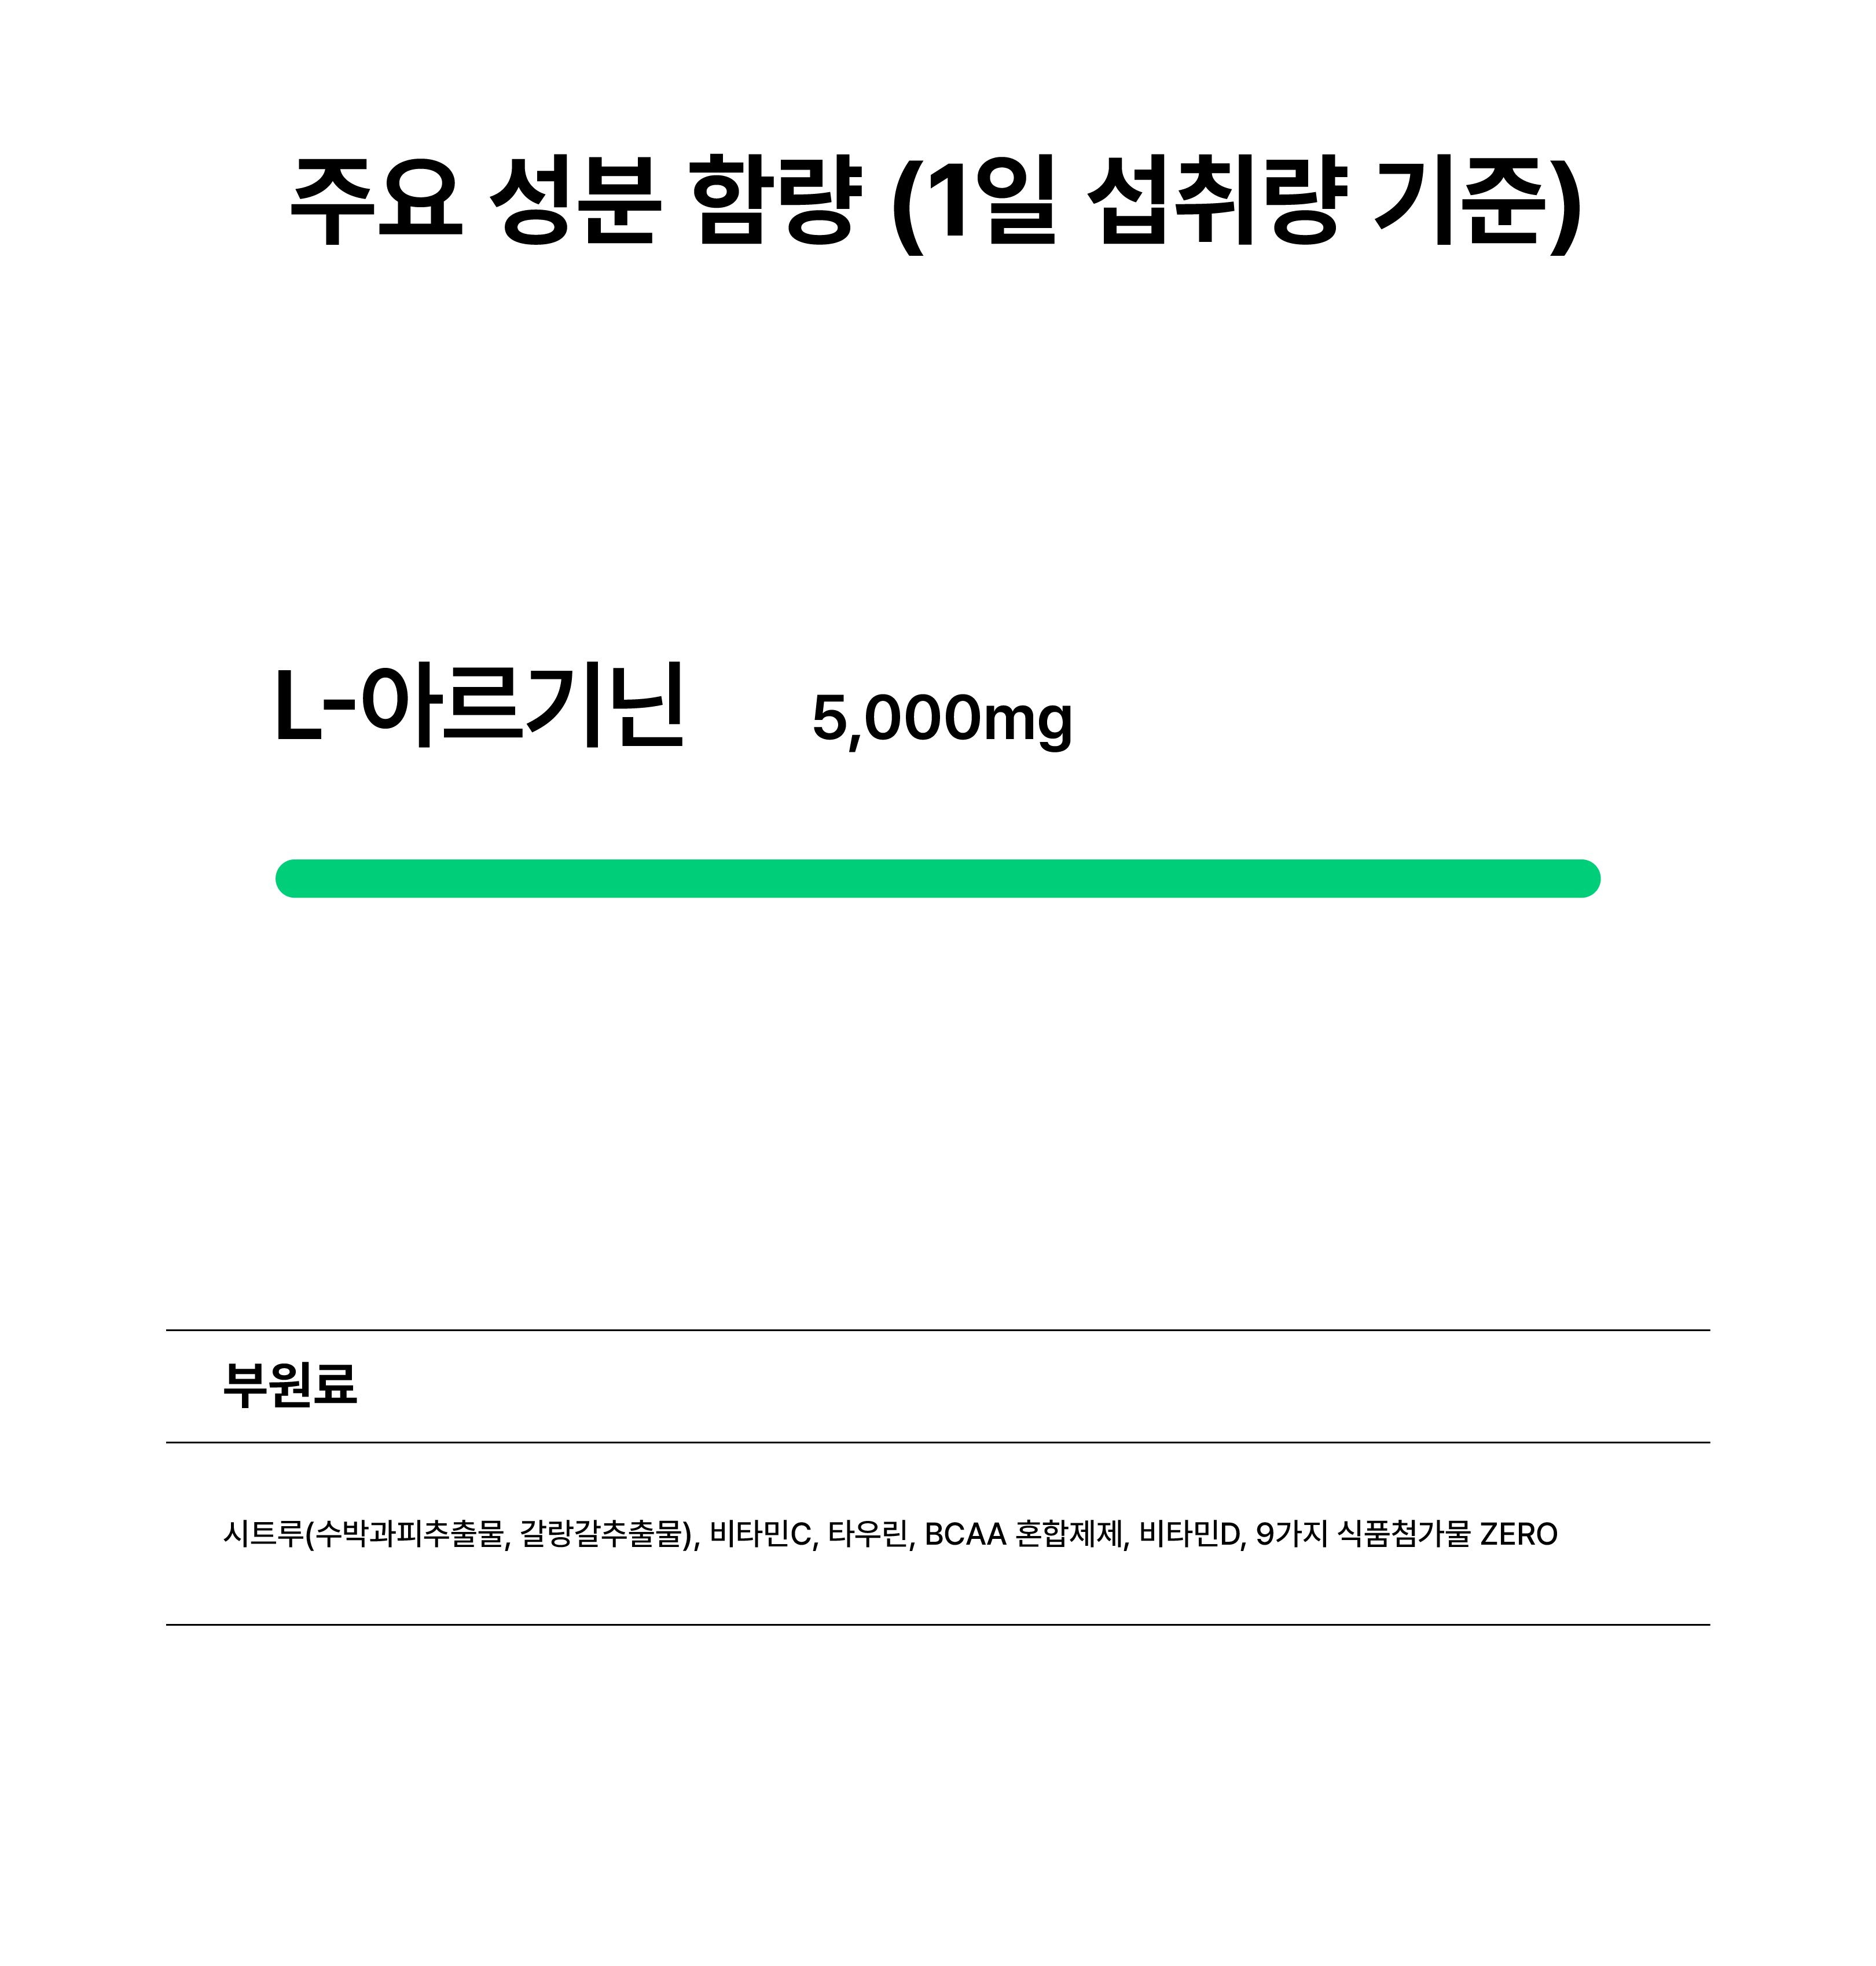 주요 성분 함량 (1일 섭취량 기준)
L-아르기닌 5,000mg
부원료
시트루(수박과피추출물, 갈랑갈추출물), 비타민C, 타우린, BCAA 혼합제제, 비타민D, 9가지 식품첨가물 ZERO